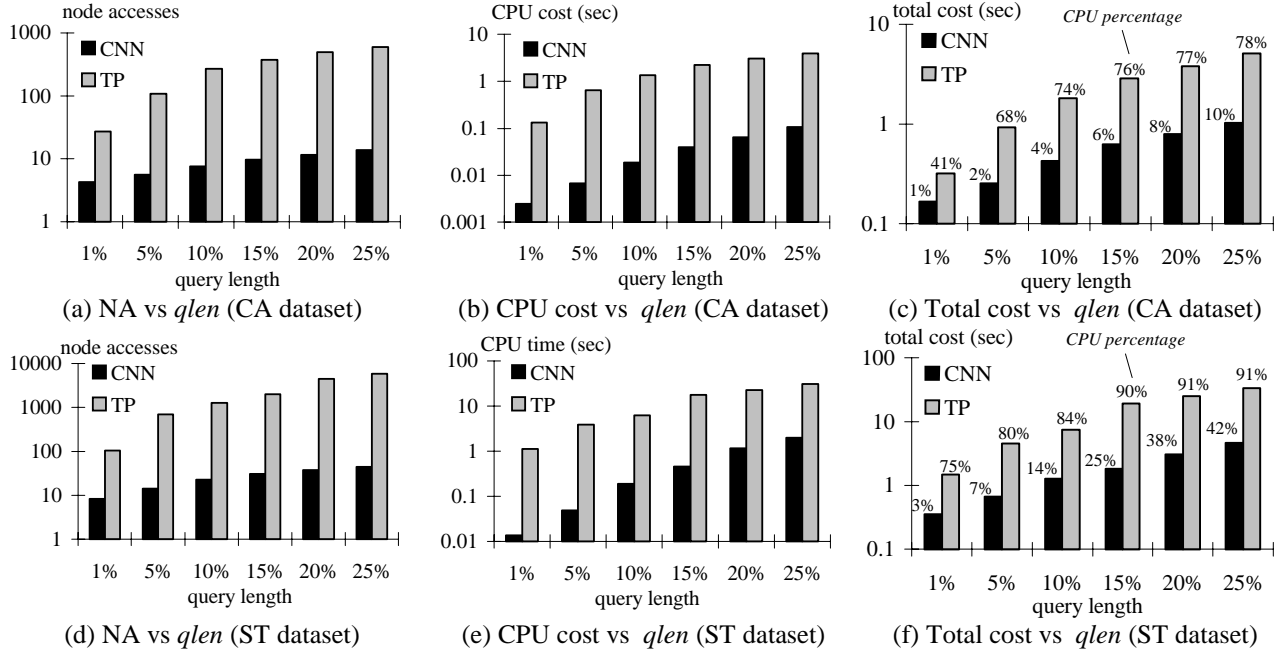 node accesses
1000
100
10
1
CNN
TP
1% 5% 10% 15% 20% 25%
query length
(a) NA vs qlen (CA dataset)
CPU cost (sec)
10
1
0.1
0.01
0.001
CNN
TP
1% 5% 10% 15% 20% 25%
query length
(b) CPU cost vs qlen (CA dataset)
total cost (sec)
CPU percentage
10
1
0.1
CNN
TP
1% 41% 2% 68% 4% 74% 6% 76% 8% 77% 10% 78%
1% 5% 10% 15% 20% 25%
query length
(c) Total cost vs qlen (CA dataset)
node accesses
10000
1000
100
10
1
CNN
TP
1% 5% 10% 15% 20% 25%
query length
(d) NA vs qlen (ST dataset)
CPU time (sec)
100
10
1
0.1
0.01
CNN
TP
1% 5% 10% 15% 20% 25%
query length
(e) CPU cost vs qlen (ST dataset)
total cost (sec)
CPU percentage
100
10
1
0.1
CNN
TP
3% 75% 7% 80% 14% 84% 25% 90% 38% 91% 42% 91%
1% 5% 10% 15% 20% 25%
query length
(f) Total cost vs qlen (ST dataset)